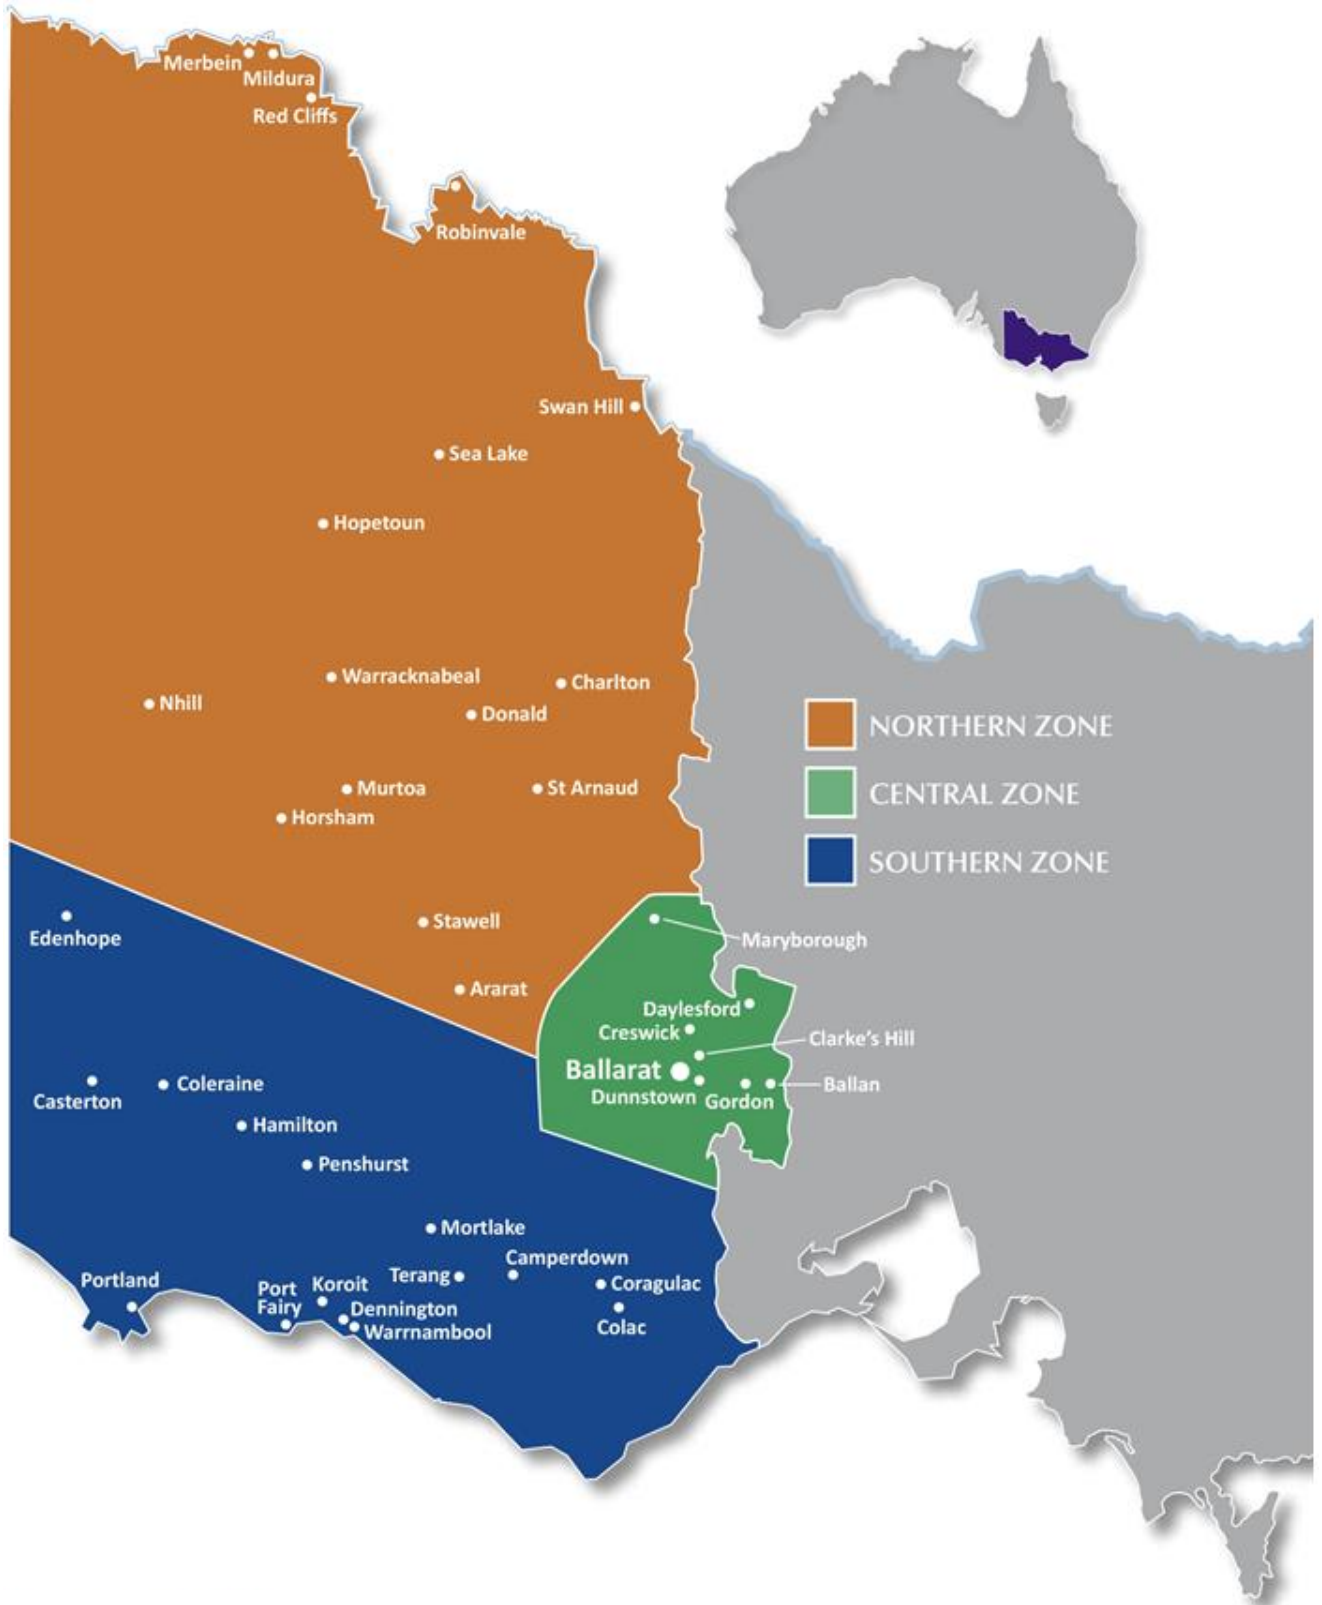 Merbein
Mildura
Red Cliffs
Robinvale
Swan Hill
Sea Lake
Hopetoun
Warracknabeal
Charlton
Nhill
Donald
NORTHERN ZONE
Murtoa
St Arnaud
CENTRAL ZONE
Horsham
SOUTHERN ZONE
Stawell
Edenhope
Maryborough
Ararat
Daylesford
Creswick
Clarke's Hill
Ballarat
Coleraine
Ballan
Dunnstown
Gordon
Casterton
Hamilton
Penshurst
Mortlake
Camperdown
Terang
Portland
Koroit
Coragulac
Port
Fairy
Dennington
Colac
Warrnambool